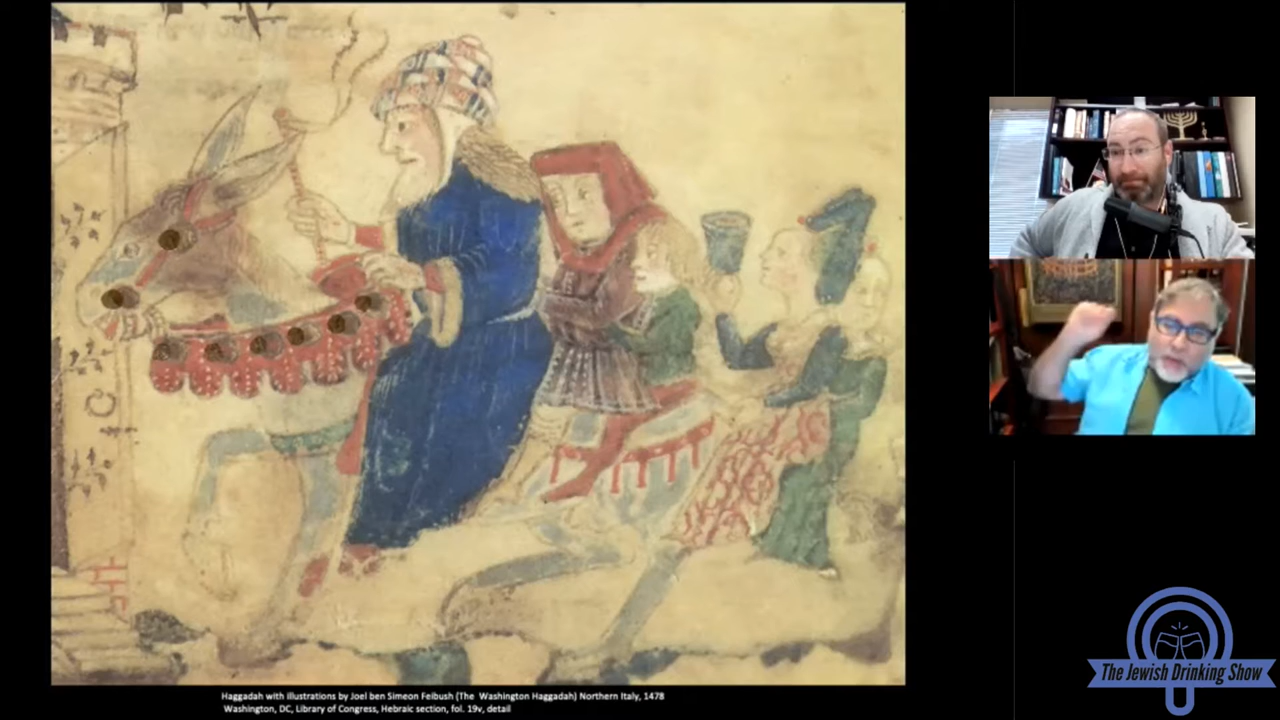 Haggadah with illustrations by Joel ben Simeon Feibush (The Washington Haggadah) Northern Italy, 1478
Washington, DC, Library of Congress, Hebraic section, fol. 19v, detail
The Jewish Drinking Show